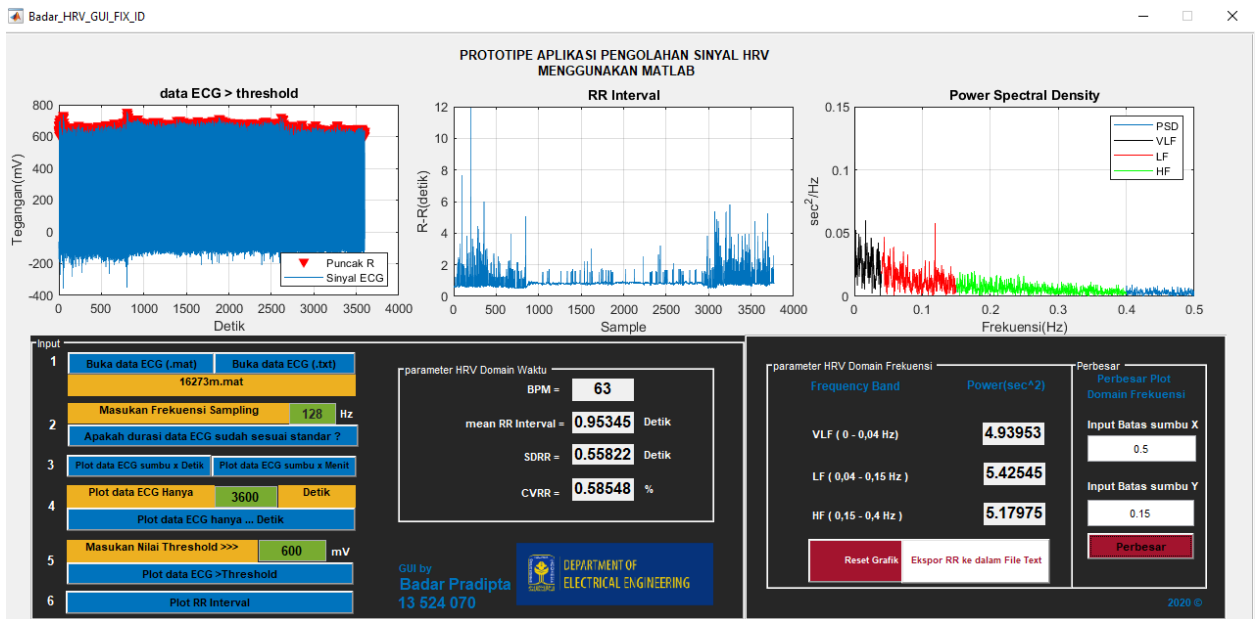 Badar_HRV_GUI_FIX_ID
PROTOTIPE APLIKASI PENGOLAHAN SINYAL HRV
MENGGUNAKAN MATLAB
data ECG > threshold
800
600
400
200
0
-200
-400
0 500 1000 1500 2000 2500 3000 3500 4000
Tegangan(mV)
Detik
Puncak R
Sinyal ECG
RR Interval
12
10
8
6
4
2
0
0 500 1000 1500 2000 2500 3000 3500 4000
R-R(detik)
Sample
Power Spectral Density
0.15
0.1
0.05
0
0 0.1 0.2 0.3 0.4 0.5
sec²/Hz
Frekuensi(Hz)
PSD
VLF
LF
HF
Input
1 Buka data ECG (.mat) Buka data ECG (.txt)
16273m.mat
2 Masukan Frekuensi Sampling 128 Hz
Apakah durasi data ECG sudah sesuai standar ?
3 Plot data ECG sumbu x Detik Plot data ECG sumbu x Menit
4 Plot data ECG Hanya 3600 Detik
Plot data ECG hanya ... Detik
5 Masukan Nilai Threshold >>> 600 mV
Plot data ECG >Threshold
6 Plot RR Interval
parameter HRV Domain Waktu
BPM = 63
mean RR Interval = 0.95345 Detik
SDRR = 0.55822 Detik
CVRR = 0.58548 %
GUI by
Badar Pradipta
13 524 070
DEPARTMENT OF
ELECTRICAL ENGINEERING
parameter HRV Domain Frekuensi
Frequency Band Power(sec^2)
VLF ( 0 - 0,04 Hz) 4.93953
LF ( 0,04 - 0,15 Hz ) 5.42545
HF ( 0,15 - 0,4 Hz ) 5.17975
Reset Grafik Ekspor RR ke dalam File Text
Perbesar
Perbesar Plot
Domain Frekuensi
Input Batas sumbu X
0.5
Input Batas sumbu Y
0.15
Perbesar
2020 ©